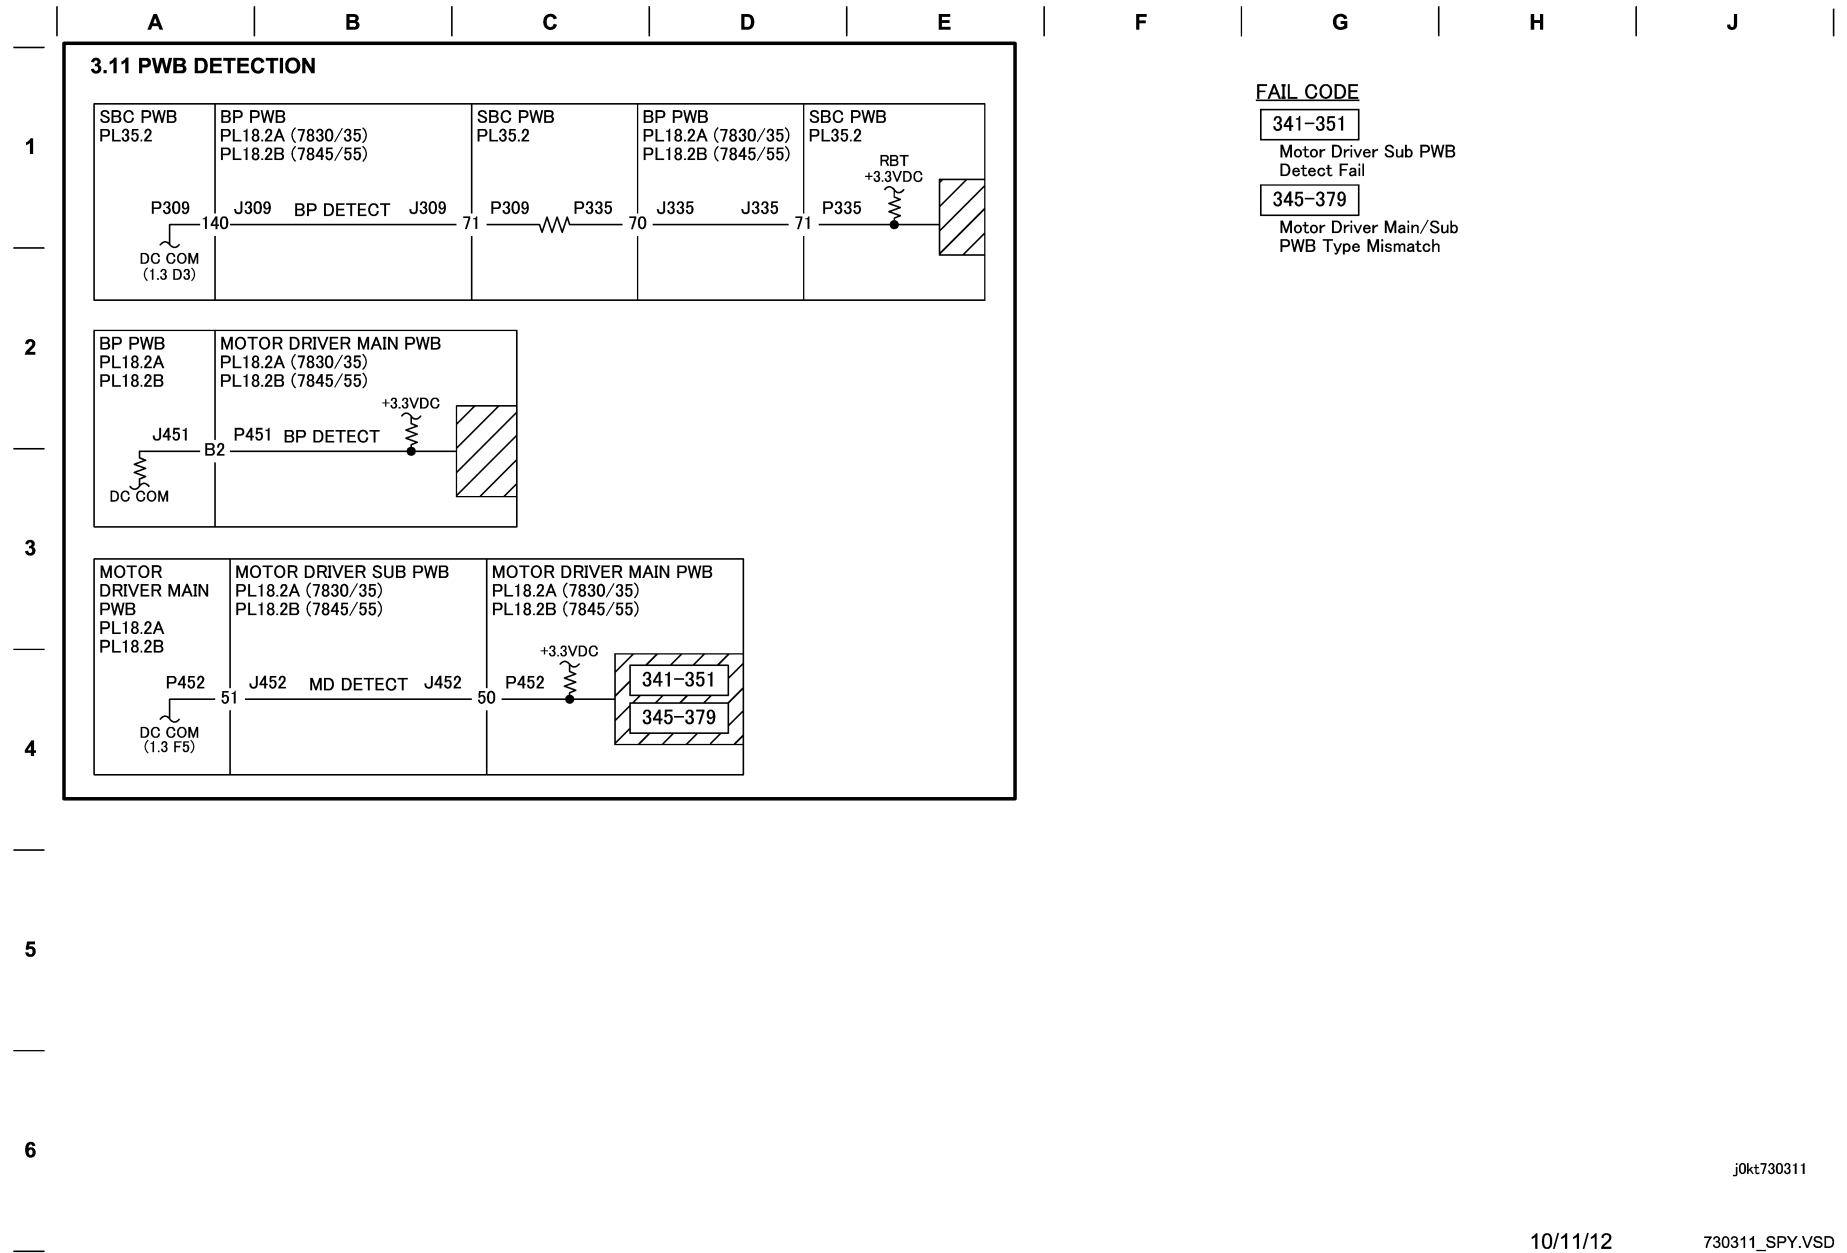 A B C D E F G H J
3.11 PWB DETECTION
1
SBC PWB
PL35.2
BP PWB
PL18.2A (7830/35)
PL18.2B (7845/55)
SBC PWB
PL35.2
BP PWB
PL18.2A (7830/35)
PL18.2B (7845/55)
SBC PWB
PL35.2
RBT
+3.3VDC
P309 140 J309 BP DETECT J309 71 P309 P335 70 J335 J335 71 P335
DC COM
(1.3 D3)
2
BP PWB
PL18.2A
PL18.2B
MOTOR DRIVER MAIN PWB
PL18.2A (7830/35)
PL18.2B (7845/55)
+3.3VDC
J451 B2 P451 BP DETECT
DC COM
3
MOTOR
DRIVER MAIN
PWB
PL18.2A
PL18.2B
MOTOR DRIVER SUB PWB
PL18.2A (7830/35)
PL18.2B (7845/55)
MOTOR DRIVER MAIN PWB
PL18.2A (7830/35)
PL18.2B (7845/55)
+3.3VDC
P452 51 J452 MD DETECT J452 50 P452
341-351
345-379
DC COM
(1.3 F5)
4
FAIL CODE
341-351
Motor Driver Sub PWB
Detect Fail
345-379
Motor Driver Main/Sub
PWB Type Mismatch
5
6
j0kt730311
10/11/12 730311_SPY.VSD